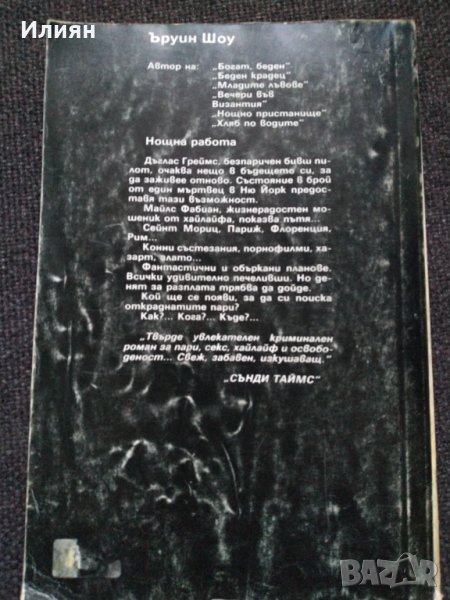 Илиян
Ъруин Шоу
Автор на: „Богат, беден“
„Беден крадец“
„Младите лъвове“
„Вечери във
Византия“
„Нощно пристанище“
„Хляб по водите“
Нощна работа
Дъглас Греймс, безпаричен бивш пи-
лот, очаква нещо в бъдещето си, за
да заживее отново. Състояние в брой
от един мъртвец в Ню Йорк предос-
тавя тази възможност.
Майлс Фабиан, жизнерадостен мо-
шеник от хайлайфа, показва пътя...
Сейнт Мориц, Париж, Флоренция,
Рим...
Конни състезания, порнофилми, ха-
зарт, злато...
Фантастични и объркани планове.
Всички удивително печеливши. Но де-
нят за разплата трябва да дойде.
Кой ще се появи, за да си поиска
откраднатите пари?
Как?... Кога?... Къде?...
„Твърде увлекателен криминален
роман за пари, секс, хайлайф и освобо-
деност... Свеж, забавен, изкушаващ.“
„СЪНДИ ТАЙМС“
BAZAR